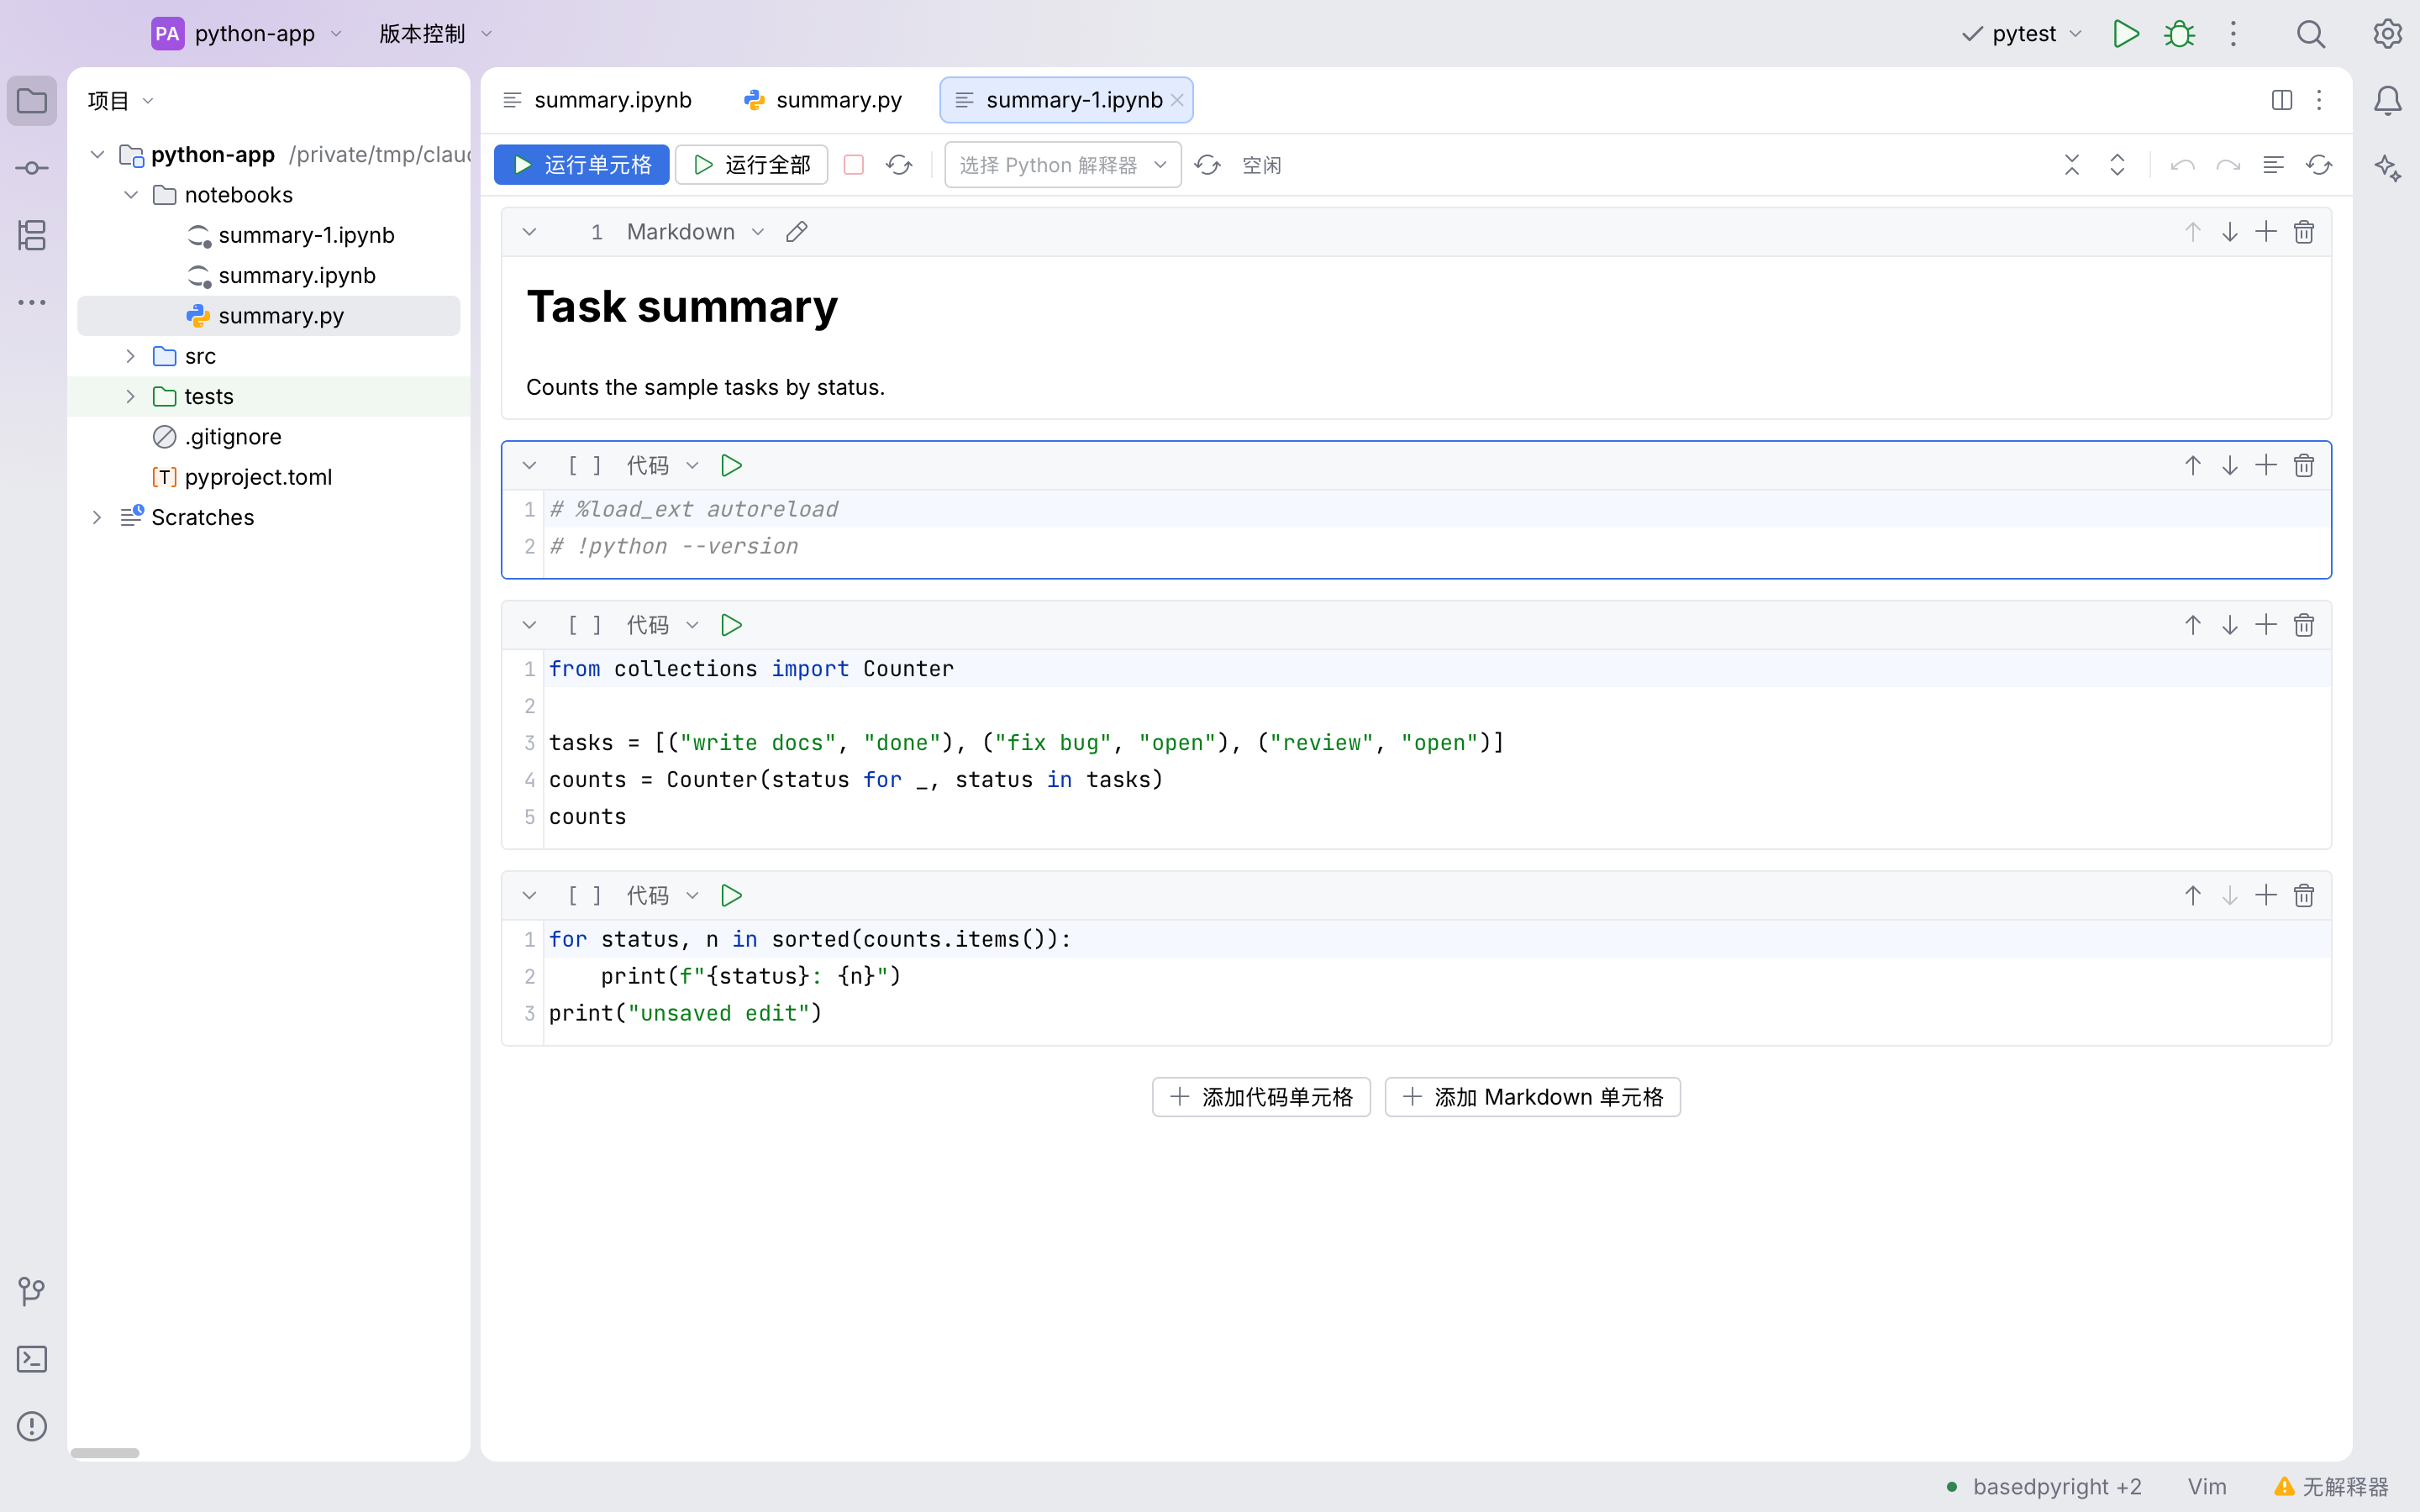 PA python-app 版本控制 pytest
项目
python-app /private/tmp/clauc
notebooks
summary-1.ipynb
summary.ipynb
summary.py
src
tests
.gitignore
[T] pyproject.toml
Scratches
summary.ipynb summary.py summary-1.ipynb
运行单元格 运行全部 选择 Python 解释器 空闲
1 Markdown
Task summary
Counts the sample tasks by status.
[ ] 代码
1 # %load_ext autoreload
2 # !python --version
[ ] 代码
1 from collections import Counter
2
3 tasks = [("write docs", "done"), ("fix bug", "open"), ("review", "open")]
4 counts = Counter(status for _, status in tasks)
5 counts
[ ] 代码
1 for status, n in sorted(counts.items()):
2     print(f"{status}: {n}")
3 print("unsaved edit")
添加代码单元格 添加 Markdown 单元格
basedpyright +2 Vim 无解释器